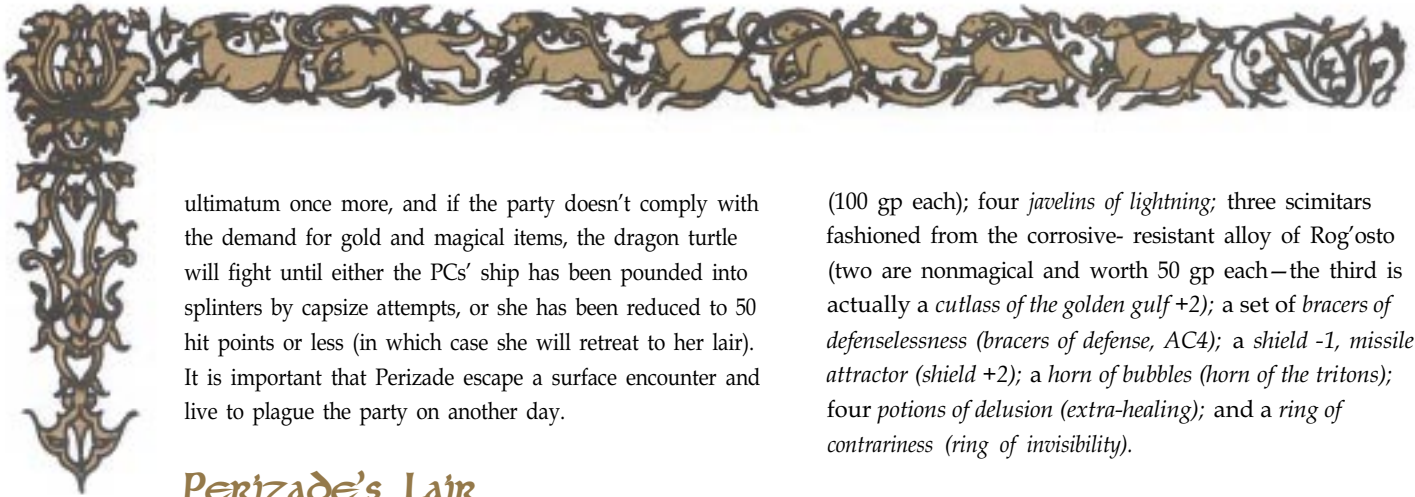 ultimatum once more, and if the party doesn't comply with
the demand for gold and magical items, the dragon turtle
will fight until either the PCs' ship has been pounded into
splinters by capsize attempts, or she has been reduced to 50
hit points or less (in which case she will retreat to her lair).
It is important that Perizade escape a surface encounter and
live to plague the party on another day.
Perizade's Lair
(100 gp each); four javelins of lightning; three scimitars
fashioned from the corrosive- resistant alloy of Rog'osto
(two are nonmagical and worth 50 gp each—the third is
actually a cutlass of the golden gulf +2); a set of bracers of
defenselessness (bracers of defense, AC4); a shield -1, missile
attractor (shield +2); a horn of bubbles (horn of the tritons);
four potions of delusion (extra-healing); and a ring of
contrariness (ring of invisibility).